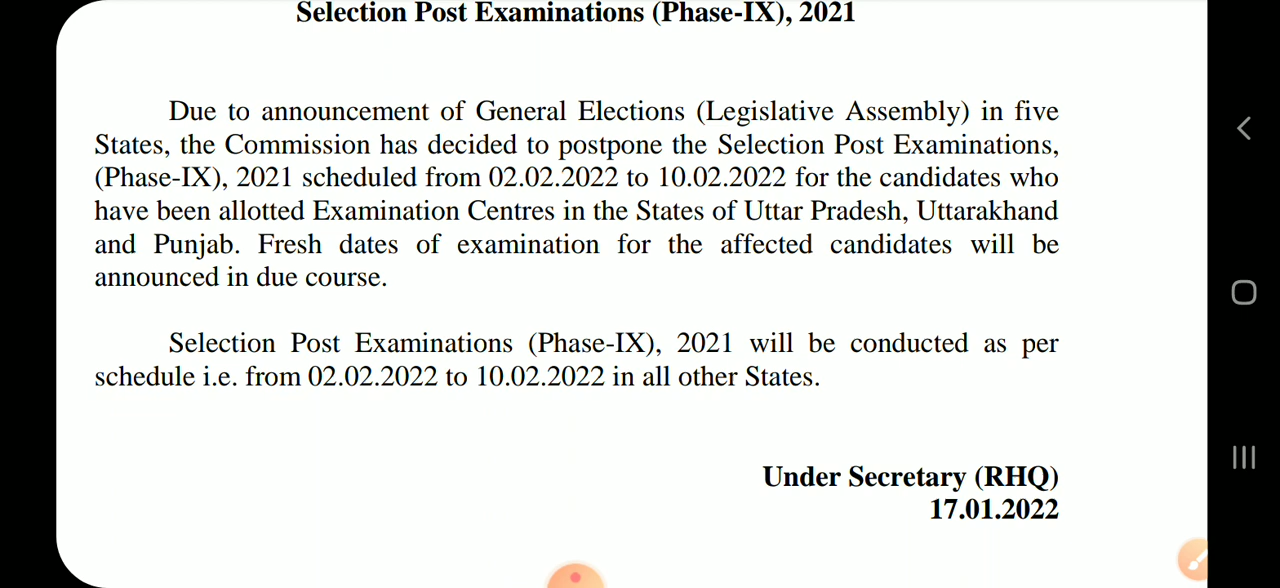 Selection Post Examinations (Phase-IX), 2021
Due to announcement of General Elections (Legislative Assembly) in five
States, the Commission has decided to postpone the Selection Post Examinations,
(Phase-IX), 2021 scheduled from 02.02.2022 to 10.02.2022 for the candidates who
have been allotted Examination Centres in the States of Uttar Pradesh, Uttarakhand
and Punjab. Fresh dates of examination for the affected candidates will be
announced in due course.
Selection Post Examinations (Phase-IX), 2021 will be conducted as per
schedule i.e. from 02.02.2022 to 10.02.2022 in all other States.
Under Secretary (RHQ)
17.01.2022